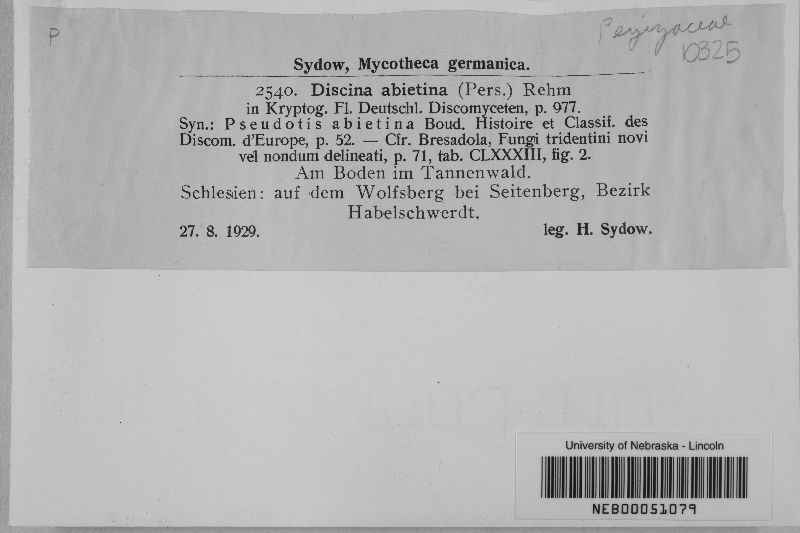 P
Pezizaceae
10325
Sydow, Mycotheca germanica.
2540. Discina abietina (Pers.) Rehm
in Kryptog. Fl. Deutschl. Discomyceten, p. 977.
Syn.: Pseudotis abietina Boud. Histoire et Classif. des
Discom. d'Europe, p. 52. — Cfr. Bresadola, Fungi tridentini novi
vel nondum delineati, p. 71, tab. CLXXXIII, fig. 2.
Am Boden im Tannenwald.
Schlesien: auf dem Wolfsberg bei Seitenberg, Bezirk
Habelschwerdt.
27. 8. 1929. leg. H. Sydow.
University of Nebraska - Lincoln
NEB00051079